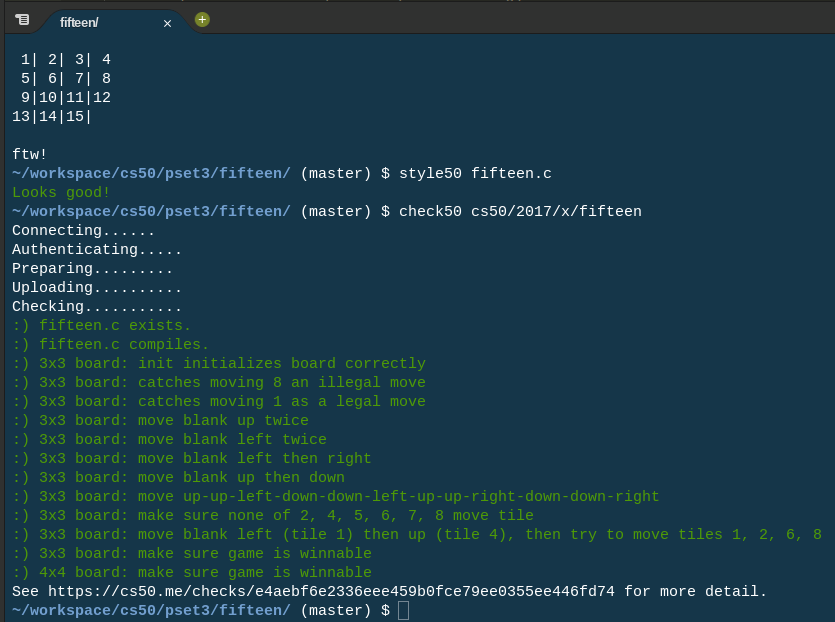 fifteen/
1| 2| 3| 4
5| 6| 7| 8
9|10|11|12
13|14|15|
ftw!
~/workspace/cs50/pset3/fifteen/ (master) $ style50 fifteen.c
Looks good!
~/workspace/cs50/pset3/fifteen/ (master) $ check50 cs50/2017/x/fifteen
Connecting......
Authenticating.....
Preparing.........
Uploading..........
Checking...........
:) fifteen.c exists.
:) fifteen.c compiles.
:) 3x3 board: init initializes board correctly
:) 3x3 board: catches moving 8 an illegal move
:) 3x3 board: catches moving 1 as a legal move
:) 3x3 board: move blank up twice
:) 3x3 board: move blank left twice
:) 3x3 board: move blank left then right
:) 3x3 board: move blank up then down
:) 3x3 board: move up-up-left-down-down-left-up-up-right-down-down-right
:) 3x3 board: make sure none of 2, 4, 5, 6, 7, 8 move tile
:) 3x3 board: move blank left (tile 1) then up (tile 4), then try to move tiles 1, 2, 6, 8
:) 3x3 board: make sure game is winnable
:) 4x4 board: make sure game is winnable
See https://cs50.me/checks/e4aebf6e2336eee459b0fce79ee0355ee446fd74 for more detail.
~/workspace/cs50/pset3/fifteen/ (master) $